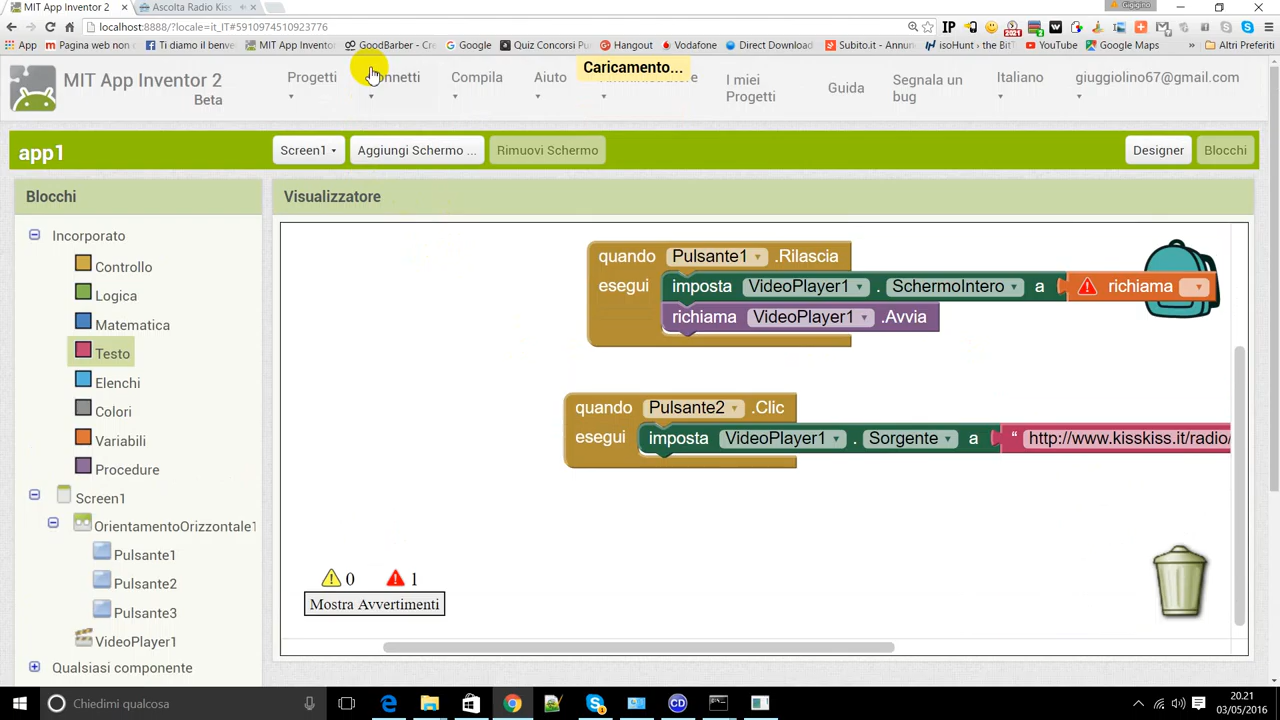 MIT App Inventor 2
Ascolta Radio Kiss
Gigigino
localhost:8888/?locale=it_IT#5910974510923776
App
Pagina web non
Ti diamo il benve
MIT App Invento
GoodBarber - Cre
Google
Quiz Concorsi Pu
Hangout
Vodafone
Direct Download
Subito.it - Annun
isoHunt › the BitT
YouTube
Google Maps
Altri Preferiti
MIT App Inventor 2
Beta
Progetti
Connetti
Compila
Aiuto
Caricamento...
I miei
Progetti
Guida
Segnala un
bug
Italiano
giuggiolino67@gmail.com
app1
Screen1
Aggiungi Schermo ...
Rimuovi Schermo
Designer
Blocchi
Blocchi
Visualizzatore
Incorporato
Controllo
Logica
Matematica
Testo
Elenchi
Colori
Variabili
Procedure
Screen1
OrientamentoOrizzontale1
Pulsante1
Pulsante2
Pulsante3
VideoPlayer1
Qualsiasi componente
quando Pulsante1 .Rilascia
esegui imposta VideoPlayer1 . SchermoIntero a richiama
richiama VideoPlayer1 .Avvia
quando Pulsante2 .Clic
esegui imposta VideoPlayer1 . Sorgente a “ http://www.kisskiss.it/radio/
0 1
Mostra Avvertimenti
Chiedimi qualcosa
20.21
03/05/2016